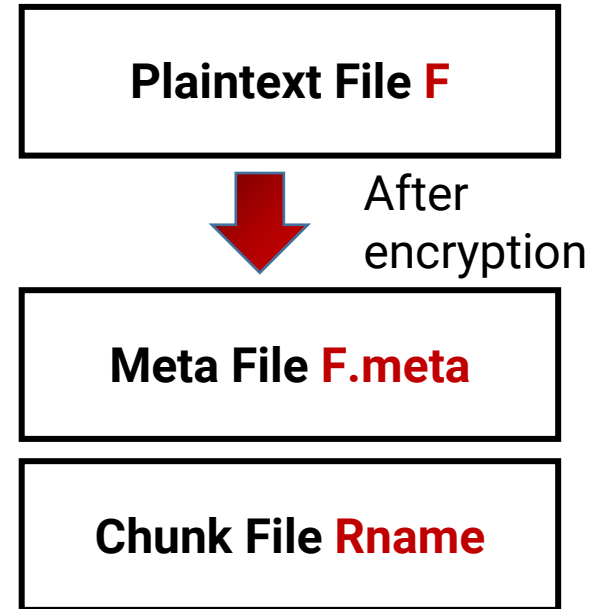 Plaintext File F
After
encryption
Meta File F.meta
Chunk File Rname